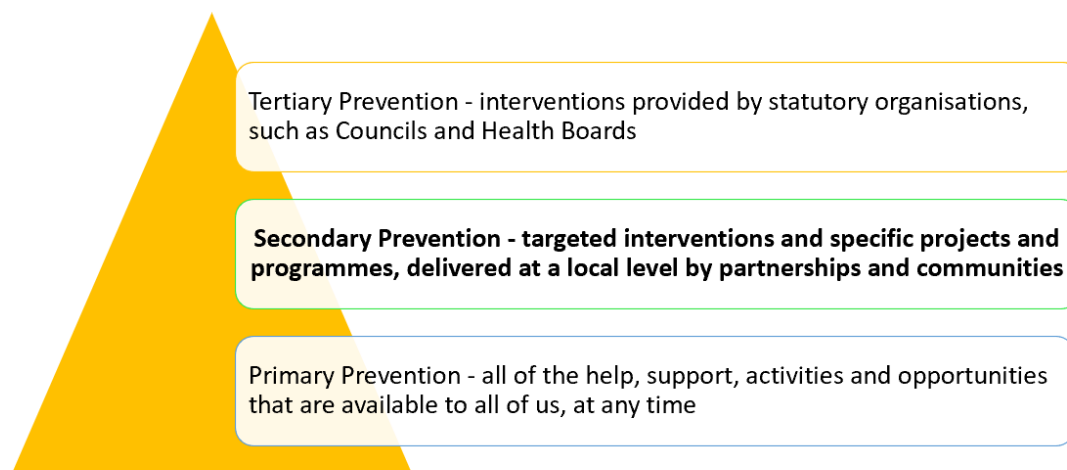 Tertiary Prevention - interventions provided by statutory organisations,
such as Councils and Health Boards
Secondary Prevention - targeted interventions and specific projects and
programmes, delivered at a local level by partnerships and communities
Primary Prevention - all of the help, support, activities and opportunities
that are available to all of us, at any time